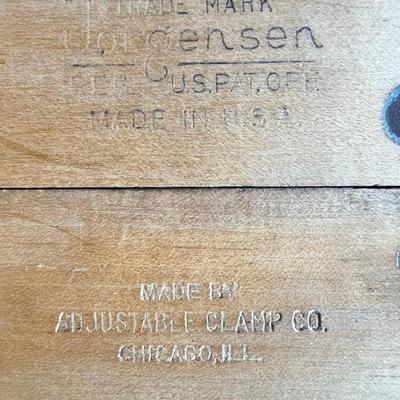 TRADE MARK
Jorgensen
REG. U.S. PAT. OFF.
MADE IN U.S.A.
MADE BY
ADJUSTABLE CLAMP CO.
CHICAGO, ILL.